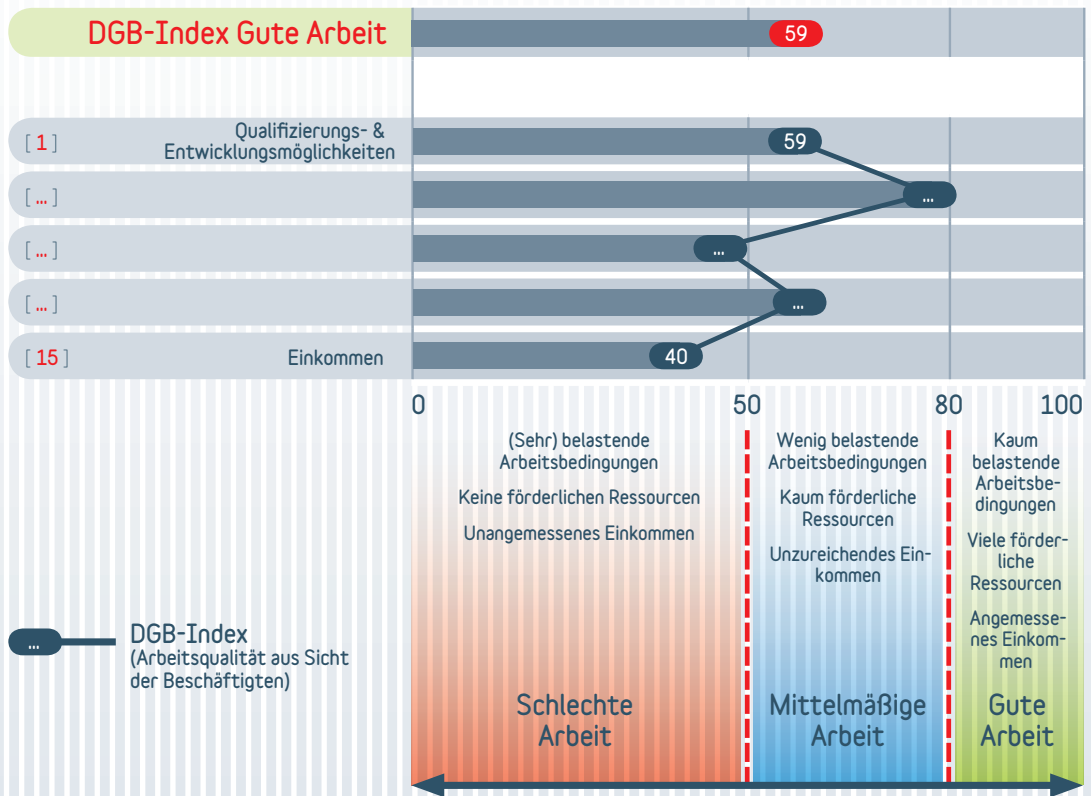 DGB-Index Gute Arbeit
59
[ 1 ]
Qualifizierungs- &
Entwicklungsmöglichkeiten
59
[ ... ]
...
[ ... ]
...
[ ... ]
...
[ 15 ]
Einkommen
40
0
50
80
100
(Sehr) belastende
Arbeitsbedingungen
Keine förderlichen Ressourcen
Unangemessenes Einkommen
Schlechte
Arbeit
Wenig belastende
Arbeitsbedingungen
Kaum förderliche
Ressourcen
Unzureichendes Ein-
kommen
Mittelmäßige
Arbeit
Kaum
belastende
Arbeitsbe-
dingungen
Viele förder-
liche
Ressourcen
Angemesse-
nes Einkom-
men
Gute
Arbeit
...
DGB-Index
(Arbeitsqualität aus Sicht
der Beschäftigten)